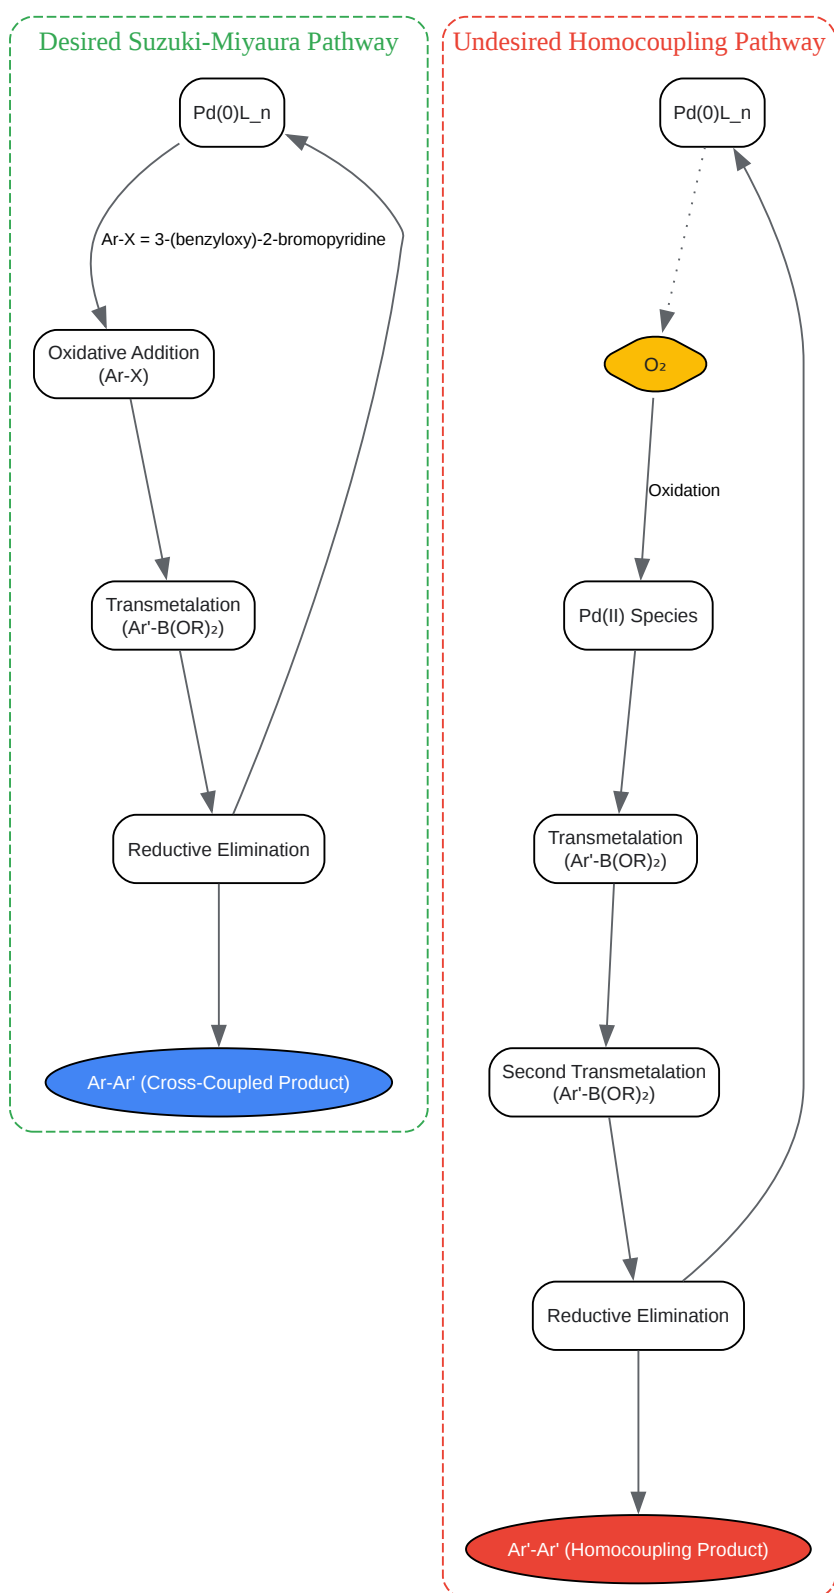 Desired Suzuki-Miyaura Pathway
Pd(0)L_n
Ar-X = 3-(benzyloxy)-2-bromopyridine
Oxidative Addition
(Ar-X)
Transmetalation
(Ar'-B(OR)₂)
Reductive Elimination
Ar-Ar' (Cross-Coupled Product)
Undesired Homocoupling Pathway
Pd(0)L_n
O₂
Oxidation
Pd(II) Species
Transmetalation
(Ar'-B(OR)₂)
Second Transmetalation
(Ar'-B(OR)₂)
Reductive Elimination
Ar'-Ar' (Homocoupling Product)